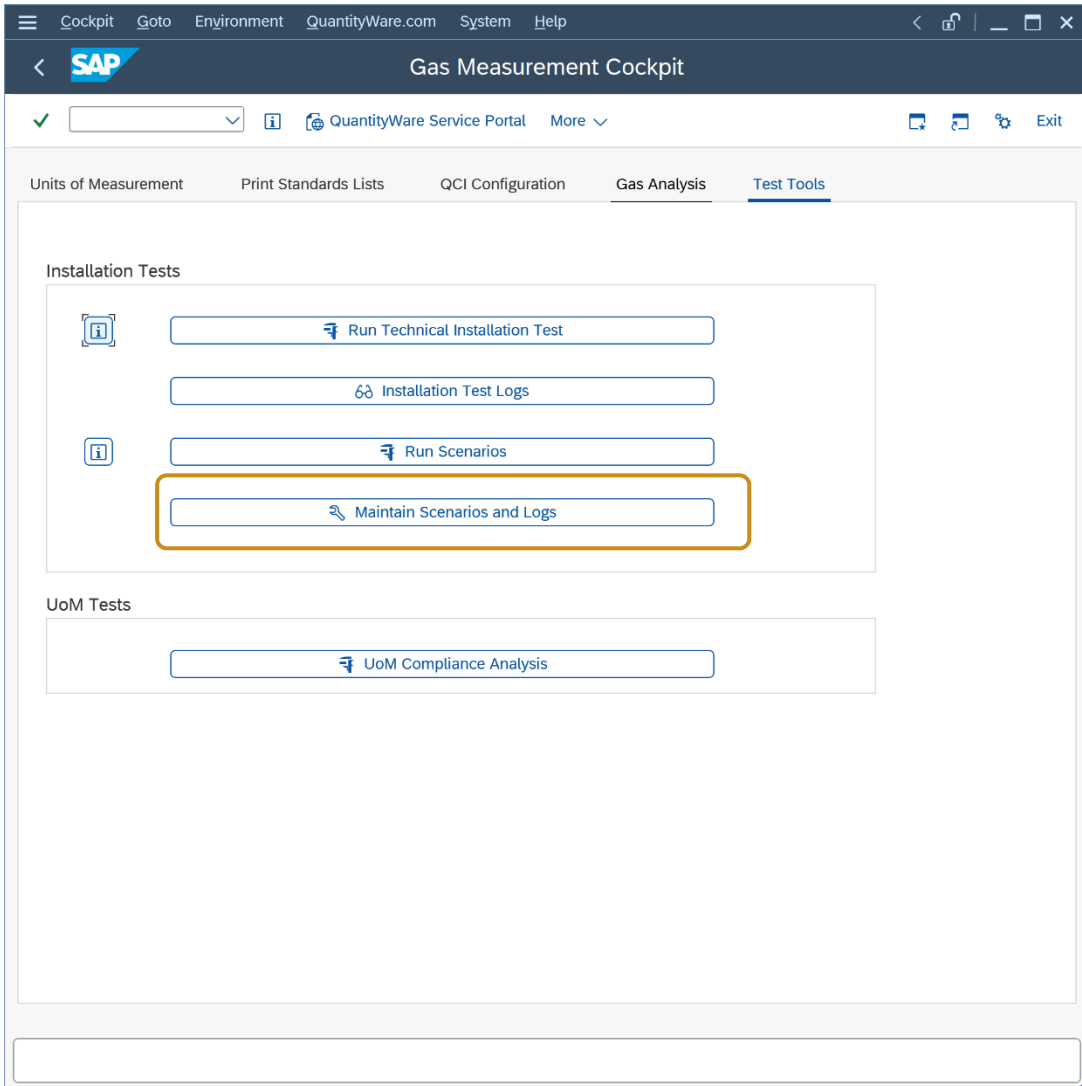 Cockpit Goto Environment QuantityWare.com System Help
SAP Gas Measurement Cockpit
QuantityWare Service Portal More Exit
Units of Measurement Print Standards Lists QCI Configuration Gas Analysis Test Tools
Installation Tests
Run Technical Installation Test
Installation Test Logs
Run Scenarios
Maintain Scenarios and Logs
UoM Tests
UoM Compliance Analysis